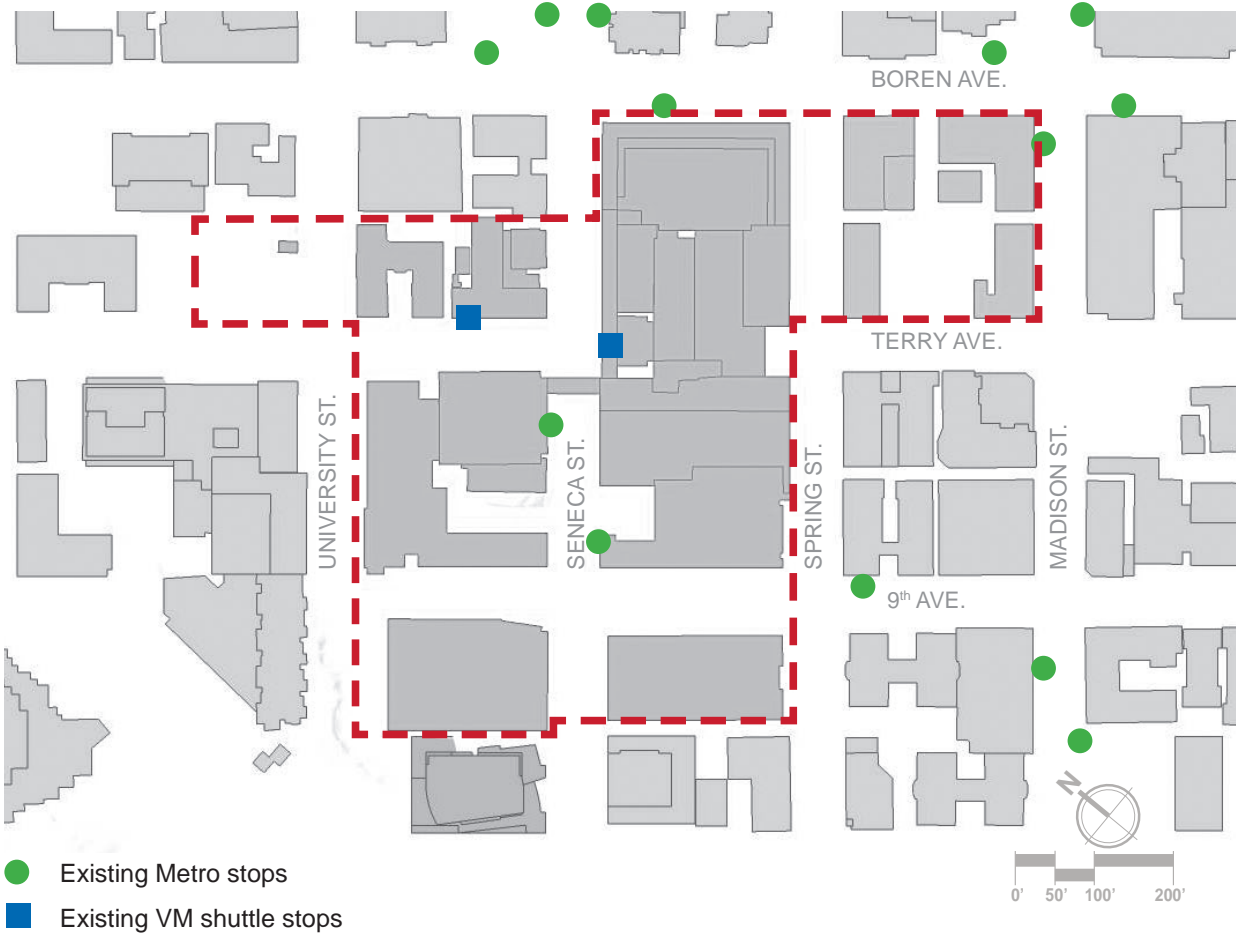 BOREN AVE.
TERRY AVE.
UNIVERSITY ST.
SENECA ST.
SPRING ST.
MADISON ST.
9th AVE.
N
0' 50' 100' 200'
Existing Metro stops
Existing VM shuttle stops